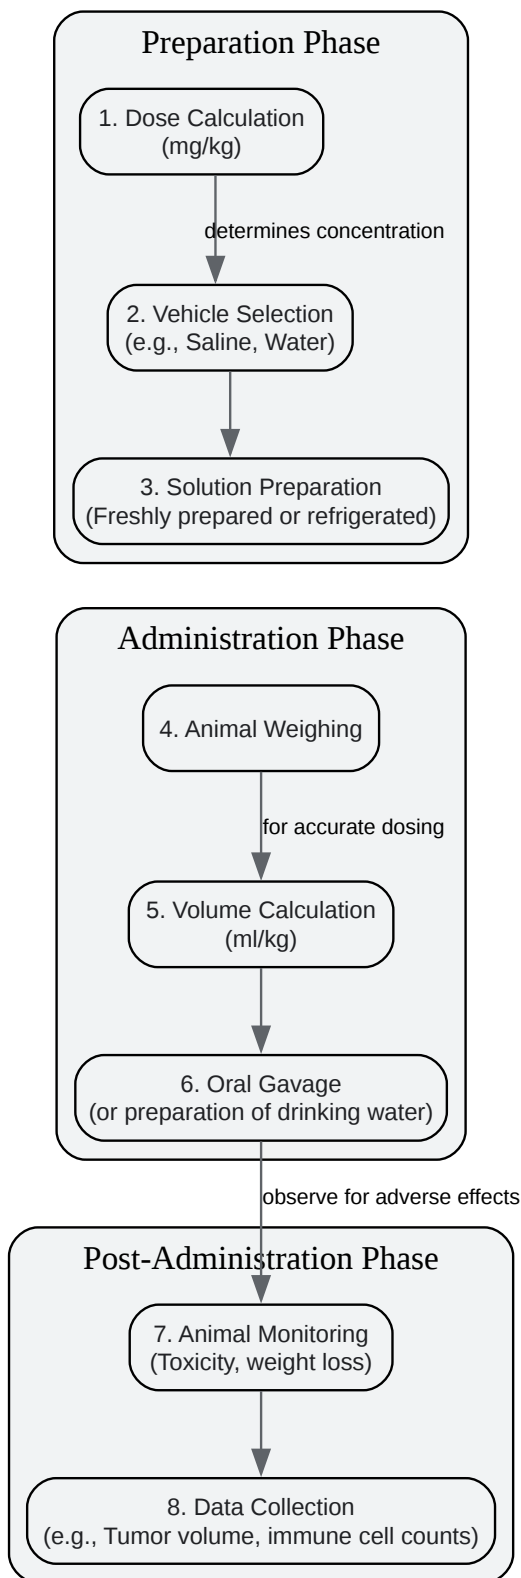 Preparation Phase
1. Dose Calculation
(mg/kg)
determines concentration
2. Vehicle Selection
(e.g., Saline, Water)
3. Solution Preparation
(Freshly prepared or refrigerated)
Administration Phase
4. Animal Weighing
for accurate dosing
5. Volume Calculation
(ml/kg)
6. Oral Gavage
(or preparation of drinking water)
observe for adverse effects
Post-Administration Phase
7. Animal Monitoring
(Toxicity, weight loss)
8. Data Collection
(e.g., Tumor volume, immune cell counts)